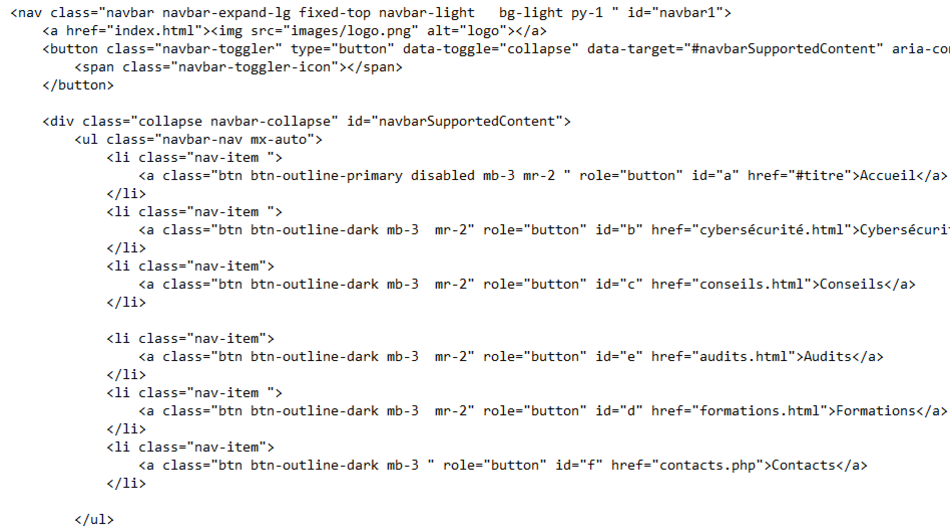 <nav class="navbar navbar-expand-lg fixed-top navbar-light   bg-light py-1 " id="navbar1">
    <a href="index.html"><img src="images/logo.png" alt="logo"></a>
    <button class="navbar-toggler" type="button" data-toggle="collapse" data-target="#navbarSupportedContent" aria-co
        <span class="navbar-toggler-icon"></span>
    </button>

    <div class="collapse navbar-collapse" id="navbarSupportedContent">
        <ul class="navbar-nav mx-auto">
            <li class="nav-item ">
                <a class="btn btn-outline-primary disabled mb-3 mr-2 " role="button" id="a" href="#titre">Accueil</a>
            </li>
            <li class="nav-item ">
                <a class="btn btn-outline-dark mb-3  mr-2" role="button" id="b" href="cybersécurité.html">Cybersécuri
            </li>
            <li class="nav-item">
                <a class="btn btn-outline-dark mb-3  mr-2" role="button" id="c" href="conseils.html">Conseils</a>
            </li>

            <li class="nav-item">
                <a class="btn btn-outline-dark mb-3  mr-2" role="button" id="e" href="audits.html">Audits</a>
            </li>
            <li class="nav-item ">
                <a class="btn btn-outline-dark mb-3  mr-2" role="button" id="d" href="formations.html">Formations</a>
            </li>
            <li class="nav-item">
                <a class="btn btn-outline-dark mb-3 " role="button" id="f" href="contacts.php">Contacts</a>
            </li>

        </ul>